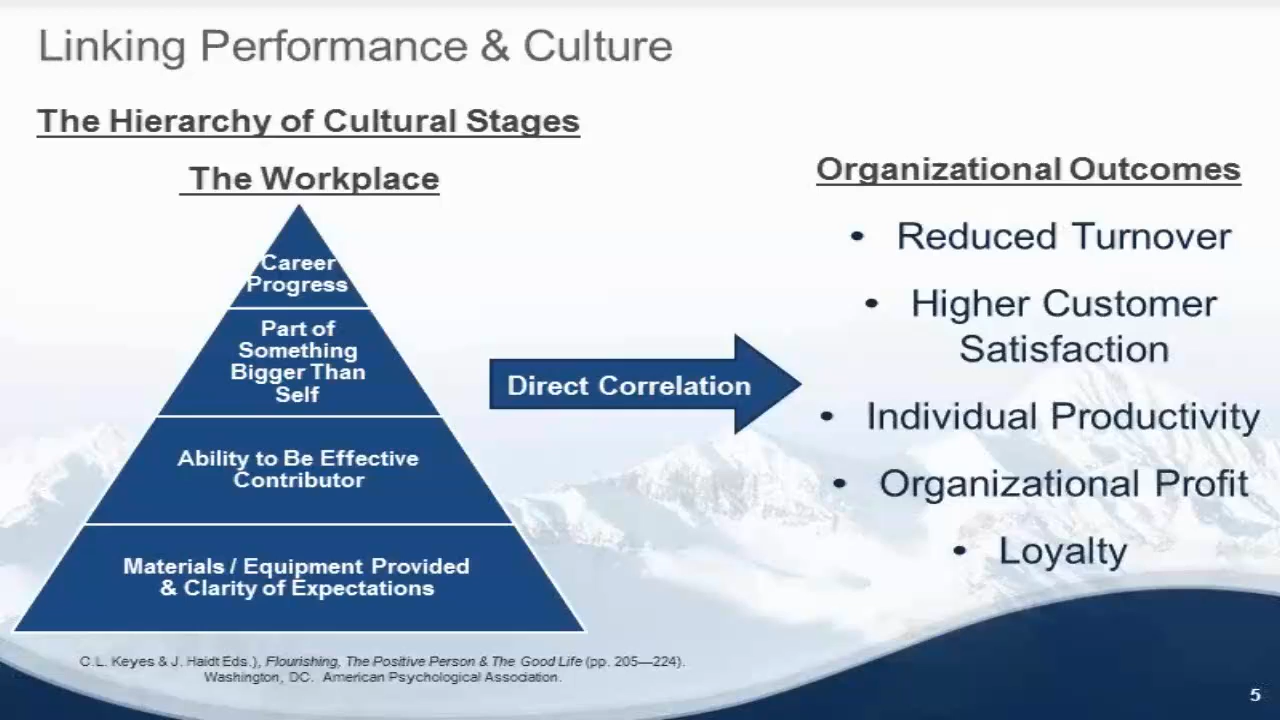 Linking Performance & Culture
The Hierarchy of Cultural Stages
The Workplace
Career
Progress
Part of
Something
Bigger Than
Self
Ability to Be Effective
Contributor
Materials / Equipment Provided
& Clarity of Expectations
Direct Correlation
Organizational Outcomes
• Reduced Turnover
• Higher Customer
Satisfaction
• Individual Productivity
• Organizational Profit
• Loyalty
C.L. Keyes & J. Haidt Eds.), Flourishing, The Positive Person & The Good Life (pp. 205—224).
Washington, DC. American Psychological Association.
5